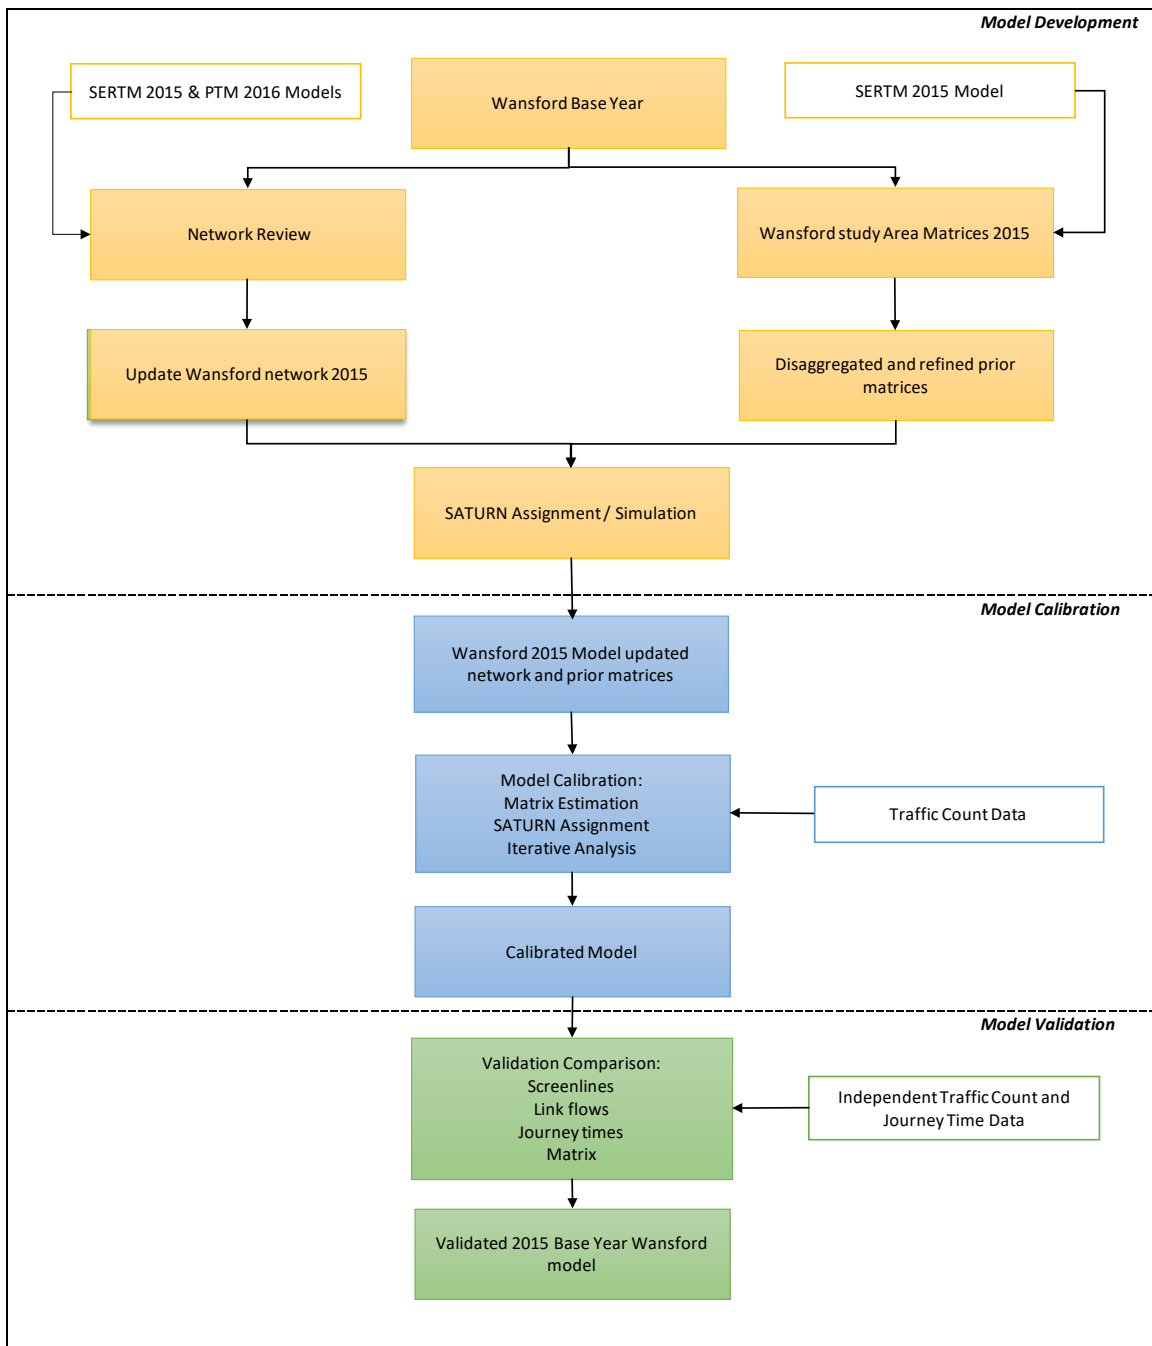 Model Development
SERTM 2015 & PTM 2016 Models
Wansford Base Year
SERTM 2015 Model
Network Review
Wansford study Area Matrices 2015
Update Wansford network 2015
Disaggregated and refined prior
matrices
SATURN Assignment / Simulation
Model Calibration
Wansford 2015 Model updated
network and prior matrices
Model Calibration:
Matrix Estimation
SATURN Assignment
Iterative Analysis
Traffic Count Data
Calibrated Model
Model Validation
Validation Comparison:
Screenlines
Link flows
Journey times
Matrix
Independent Traffic Count and
Journey Time Data
Validated 2015 Base Year Wansford
model